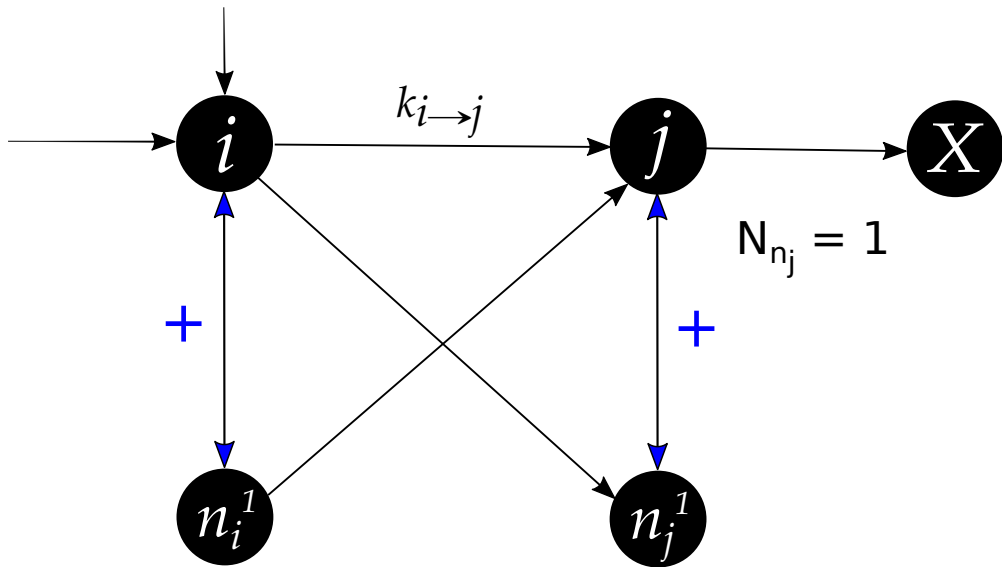 k_{i→j}
i
j
X
N_{n_j} = 1
+
+
n_i^1
n_j^1